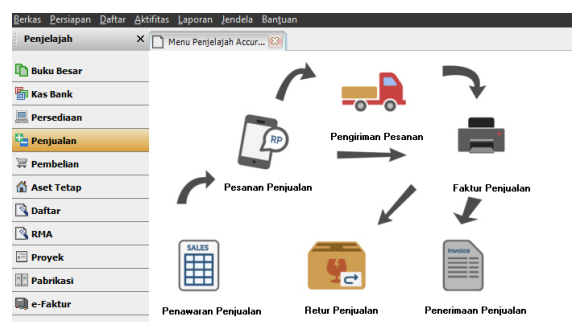 Berkas Persiapan Daftar Aktifitas Laporan Jendela Bantuan
Penjelajah X Menu Penjelajah Accur...
Buku Besar
Kas Bank
Persediaan
Penjualan
Pembelian
Aset Tetap
Daftar
RMA
Proyek
Pabrikasi
e-Faktur
Pengiriman Pesanan
RP
Pesanan Penjualan
Faktur Penjualan
SALES
Invoice
Penawaran Penjualan
Retur Penjualan
Penerimaan Penjualan